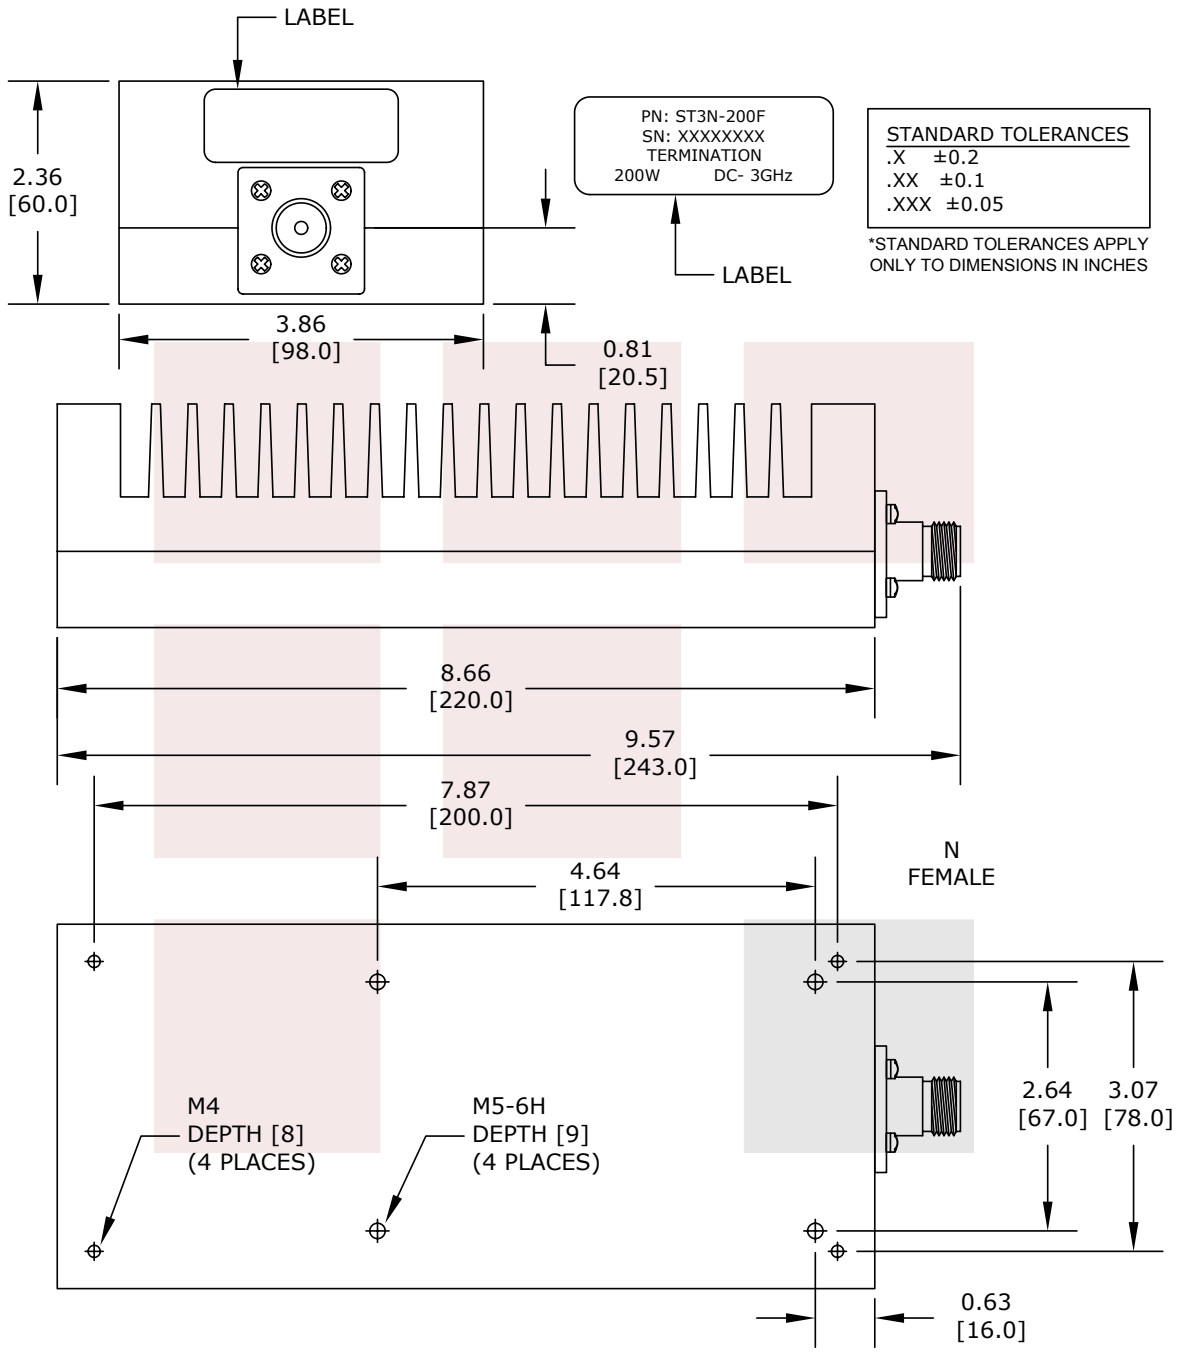 LABEL
PN: ST3N-200F
SN: XXXXXXXX
TERMINATION
200W DC- 3GHz
LABEL
STANDARD TOLERANCES
.X ±0.2
.XX ±0.1
.XXX ±0.05
*STANDARD TOLERANCES APPLY
ONLY TO DIMENSIONS IN INCHES
2.36
[60.0]
3.86
[98.0]
0.81
[20.5]
8.66
[220.0]
9.57
[243.0]
7.87
[200.0]
4.64
[117.8]
N
FEMALE
M4
DEPTH [8]
(4 PLACES)
M5-6H
DEPTH [9]
(4 PLACES)
2.64
[67.0]
3.07
[78.0]
0.63
[16.0]